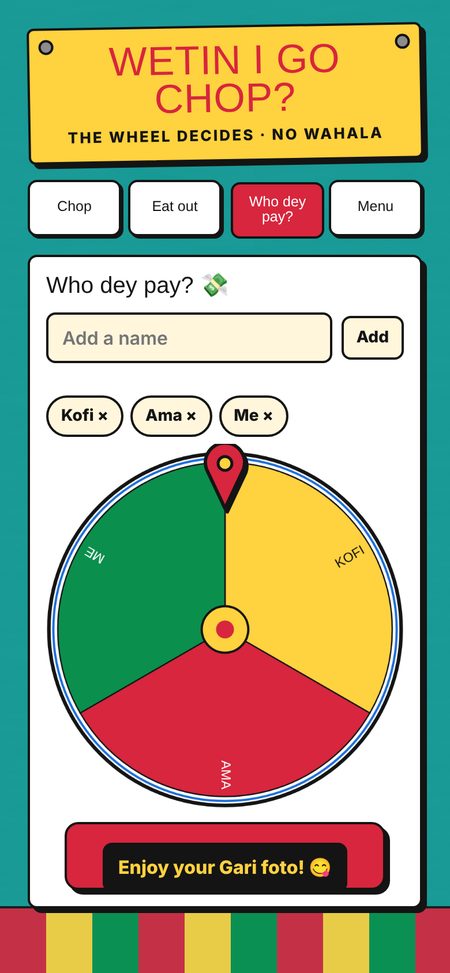 WETIN I GO
CHOP?
THE WHEEL DECIDES · NO WAHALA
Chop
Eat out
Who dey
pay?
Menu
Who dey pay? 💸
Add a name
Add
Kofi ×
Ama ×
Me ×
ME
KOFI
AMA
Enjoy your Gari foto! 😋